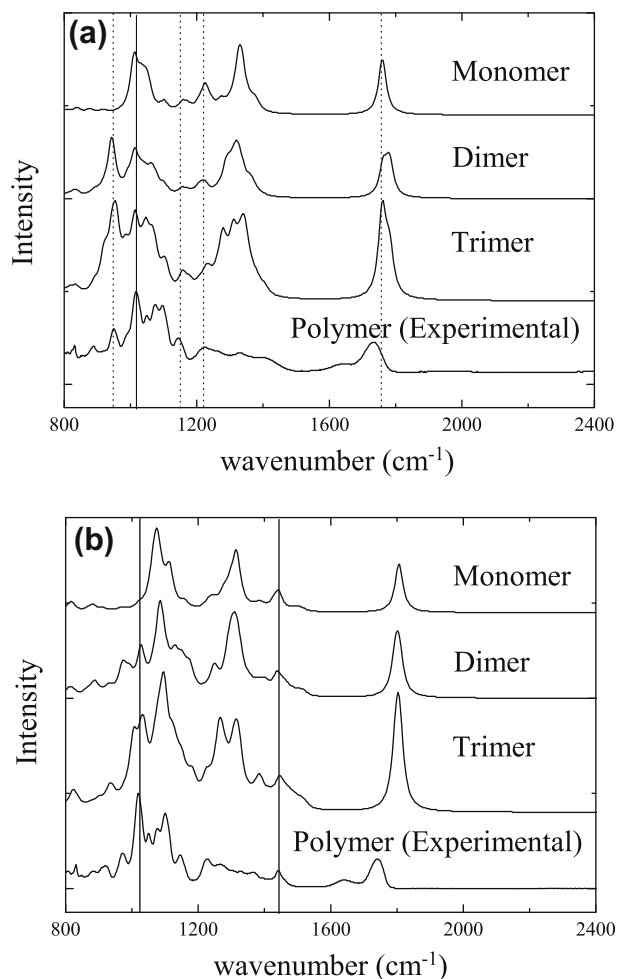 (a)
Monomer
Dimer
Trimer
Polymer (Experimental)
Intensity
800 1200 1600 2000 2400
wavenumber (cm-1)
(b)
Monomer
Dimer
Trimer
Polymer (Experimental)
Intensity
800 1200 1600 2000 2400
wavenumber (cm-1)